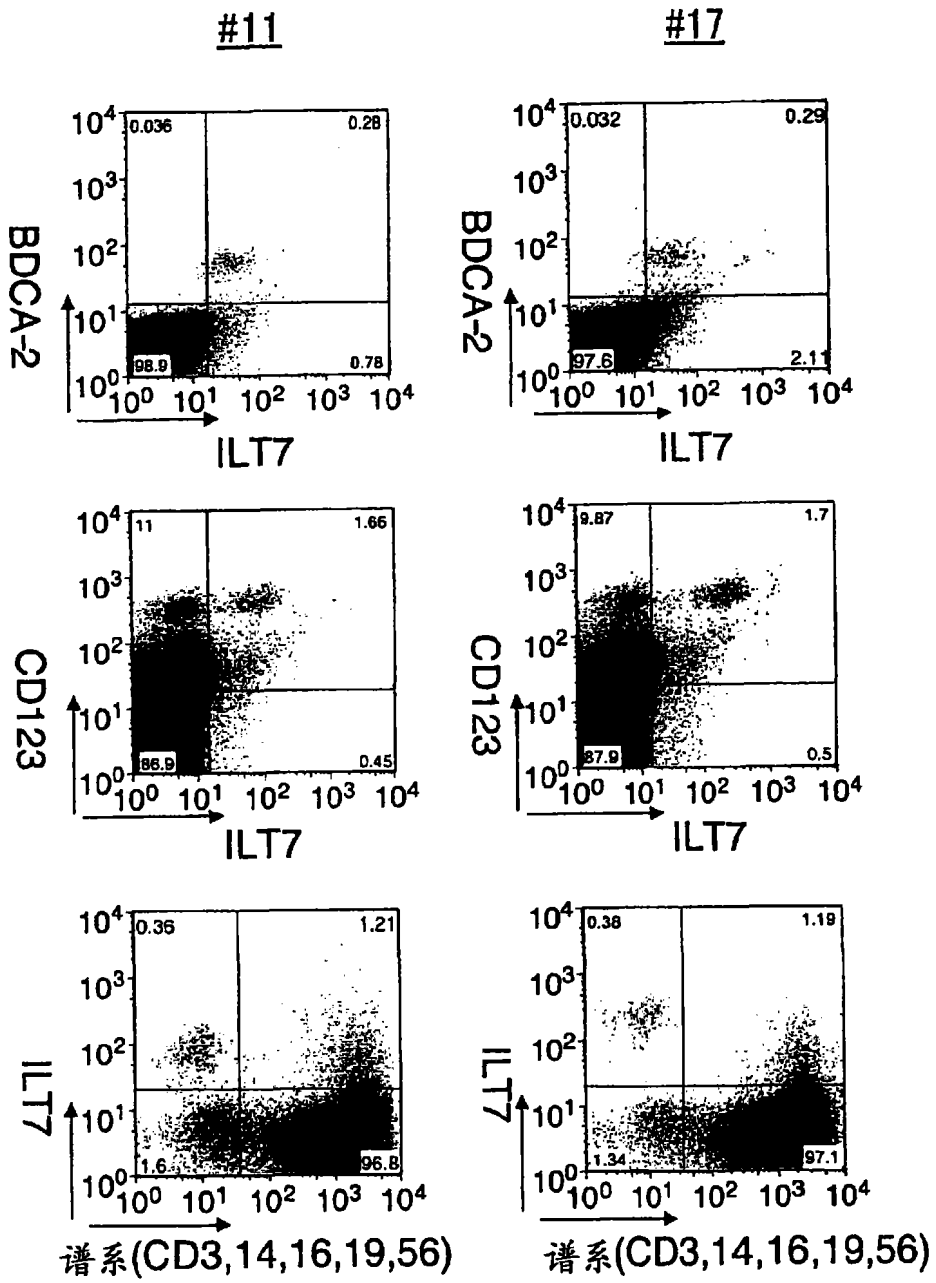 #11 #17
10⁴ 0.036 0.28 10⁴ 0.032 0.29
10³ 10³
10² 10²
BDCA-2 BDCA-2
10¹ 10¹
98.9 0.78 97.6 2.11
10⁰ 10⁰
10⁰ 10¹ 10² 10³ 10⁴ 10⁰ 10¹ 10² 10³ 10⁴
ILT7 ILT7
10⁴ 11 1.66 10⁴ 9.87 1.7
10³ 10³
10² 10²
CD123 CD123
10¹ 10¹
86.9 0.45 87.9 0.5
10⁰ 10⁰
10⁰ 10¹ 10² 10³ 10⁴ 10⁰ 10¹ 10² 10³ 10⁴
ILT7 ILT7
10⁴ 0.36 1.21 10⁴ 0.38 1.19
10³ 10³
10² 10²
ILT7 ILT7
10¹ 10¹
1.6 96.8 1.34 97.1
10⁰ 10⁰
10⁰ 10¹ 10² 10³ 10⁴ 10⁰ 10¹ 10² 10³ 10⁴
谱系(CD3,14,16,19,56) 谱系(CD3,14,16,19,56)